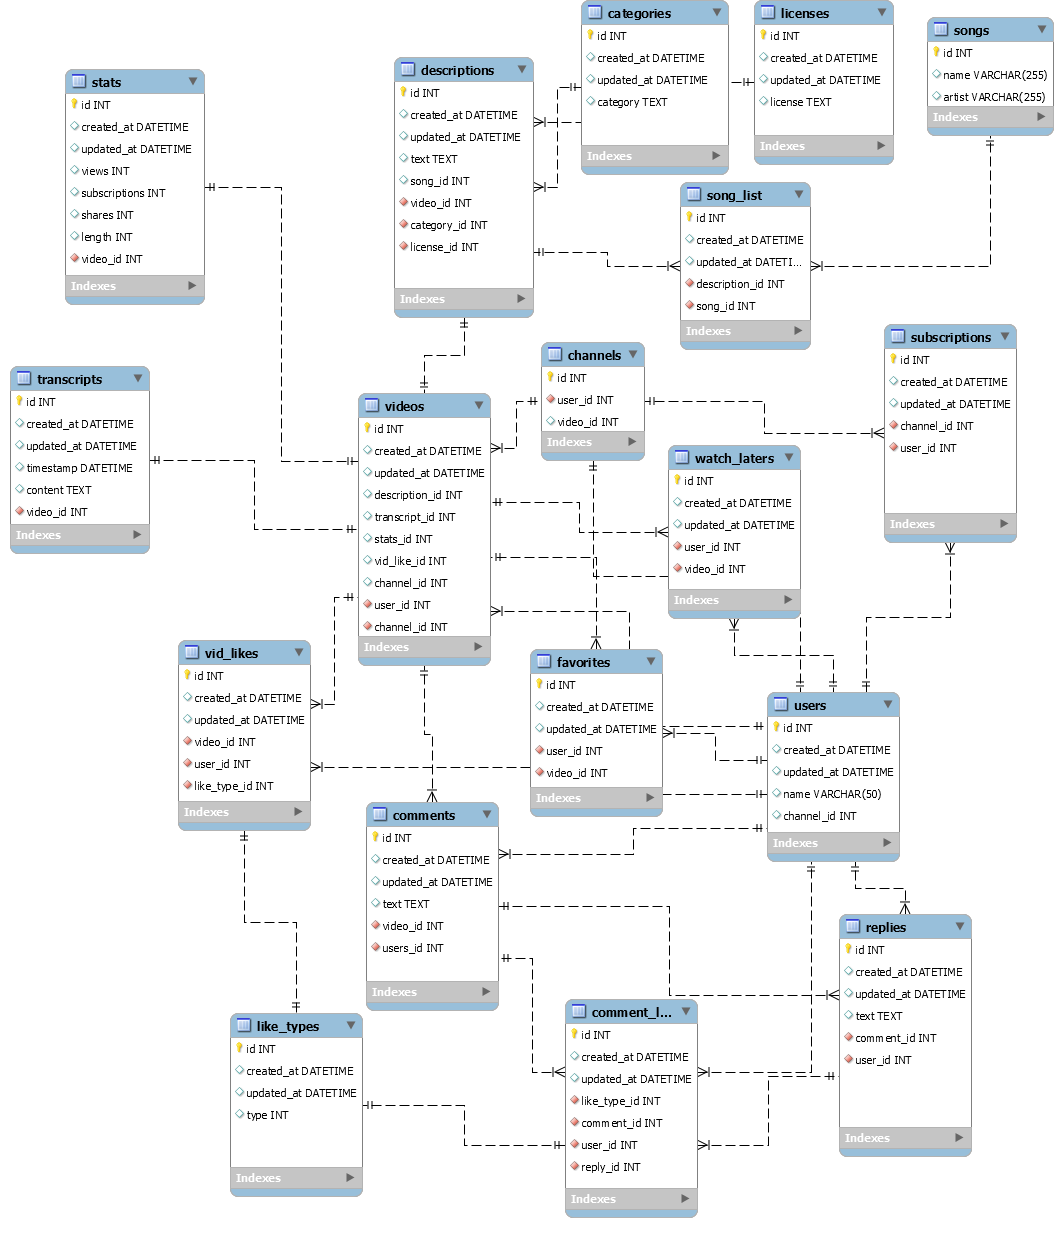 categories
id INT
created_at DATETIME
updated_at DATETIME
category TEXT
Indexes
licenses
id INT
created_at DATETIME
updated_at DATETIME
license TEXT
Indexes
songs
id INT
name VARCHAR(255)
artist VARCHAR(255)
Indexes
stats
id INT
created_at DATETIME
updated_at DATETIME
views INT
subscriptions INT
shares INT
length INT
video_id INT
Indexes
descriptions
id INT
created_at DATETIME
updated_at DATETIME
text TEXT
song_id INT
video_id INT
category_id INT
license_id INT
Indexes
song_list
id INT
created_at DATETIME
updated_at DATETI...
description_id INT
song_id INT
Indexes
subscriptions
id INT
created_at DATETIME
updated_at DATETIME
channel_id INT
user_id INT
Indexes
channels
id INT
user_id INT
video_id INT
Indexes
transcripts
id INT
created_at DATETIME
updated_at DATETIME
timestamp DATETIME
content TEXT
video_id INT
Indexes
videos
id INT
created_at DATETIME
updated_at DATETIME
description_id INT
transcript_id INT
stats_id INT
vid_like_id INT
channel_id INT
user_id INT
channel_id INT
Indexes
watch_laters
id INT
created_at DATETIME
updated_at DATETIME
user_id INT
video_id INT
Indexes
vid_likes
id INT
created_at DATETIME
updated_at DATETIME
video_id INT
user_id INT
like_type_id INT
Indexes
favorites
id INT
created_at DATETIME
updated_at DATETIME
user_id INT
video_id INT
Indexes
users
id INT
created_at DATETIME
updated_at DATETIME
name VARCHAR(50)
channel_id INT
Indexes
comments
id INT
created_at DATETIME
updated_at DATETIME
text TEXT
video_id INT
users_id INT
Indexes
replies
id INT
created_at DATETIME
updated_at DATETIME
text TEXT
comment_id INT
user_id INT
Indexes
like_types
id INT
created_at DATETIME
updated_at DATETIME
type INT
Indexes
comment_l...
id INT
created_at DATETIME
updated_at DATETIME
like_type_id INT
comment_id INT
user_id INT
reply_id INT
Indexes